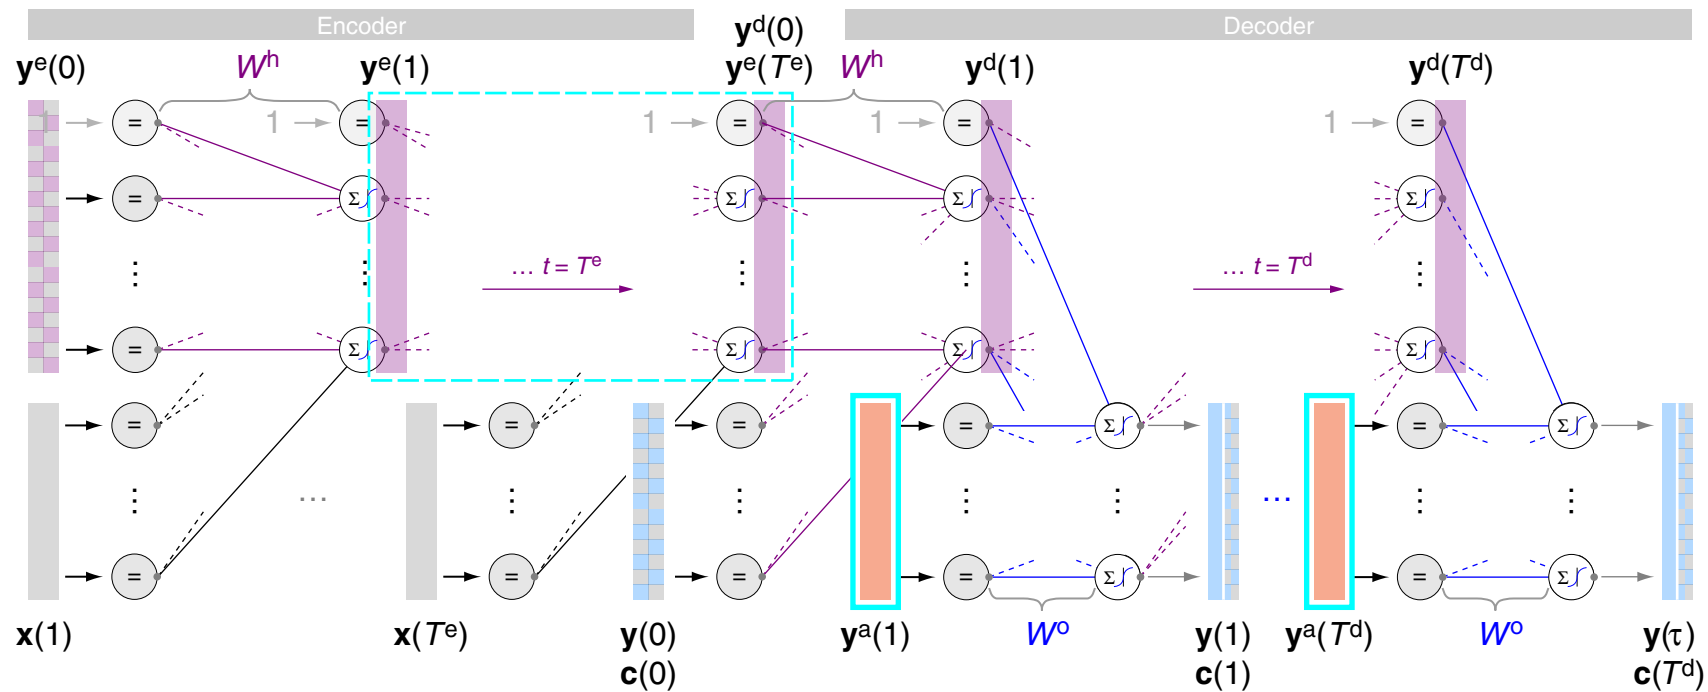 Encoder
Decoder
yᵈ(0)
yᵉ(0) Wʰ yᵉ(1) yᵉ(Tᵉ) Wʰ yᵈ(1) yᵈ(Tᵈ)
1 = 1 = 1 = 1 = 1 =
= Σ Σ Σ Σ
⋮ ⋮ ... t = Tᵉ ⋮ ⋮ ... t = Tᵈ ⋮
= Σ Σ Σ Σ
= = = = Σ = Σ
⋮ ... ⋮ ⋮ ⋮ ⋮ ... ⋮ ⋮
= = = = Σ = Σ
x(1) x(Tᵉ) y(0) yᵃ(1) Wᵒ y(1) yᵃ(Tᵈ) Wᵒ y(τ)
c(0) c(1) c(Tᵈ)